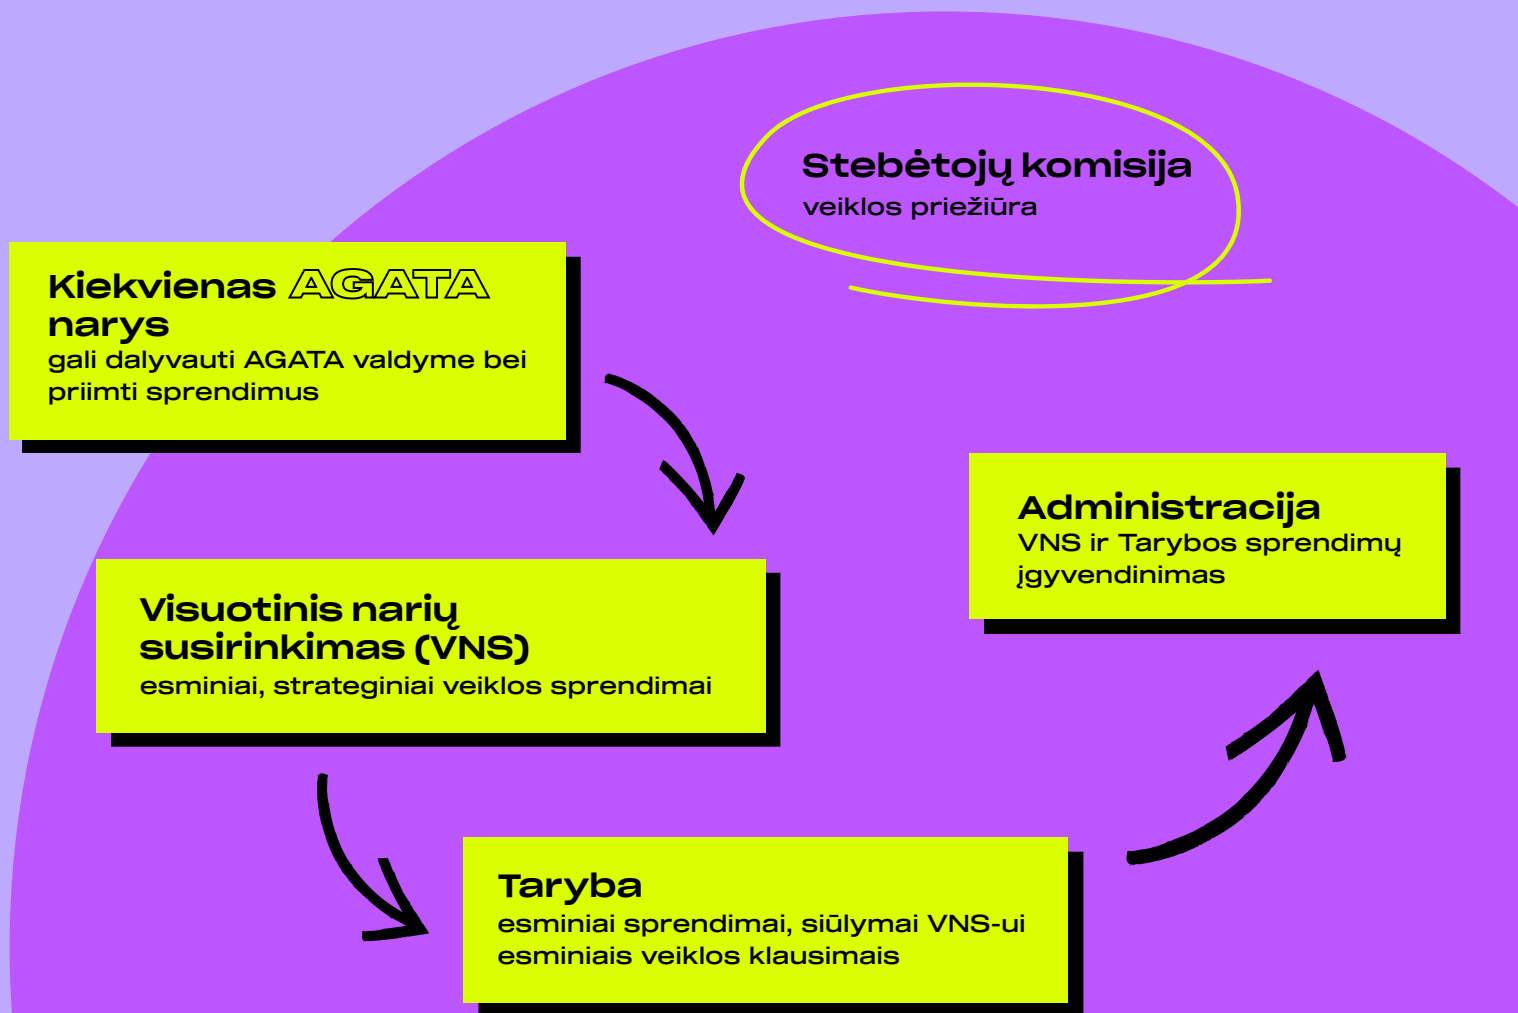 Stebėtojų komisija
veiklos priežiūra
Kiekvienas AGATA
narys
gali dalyvauti AGATA valdyme bei
priimti sprendimus
Administracija
VNS ir Tarybos sprendimų
įgyvendinimas
Visuotinis narių
susirinkimas (VNS)
esminiai, strateginiai veiklos sprendimai
Taryba
esminiai sprendimai, siūlymai VNS-ui
esminiais veiklos klausimais